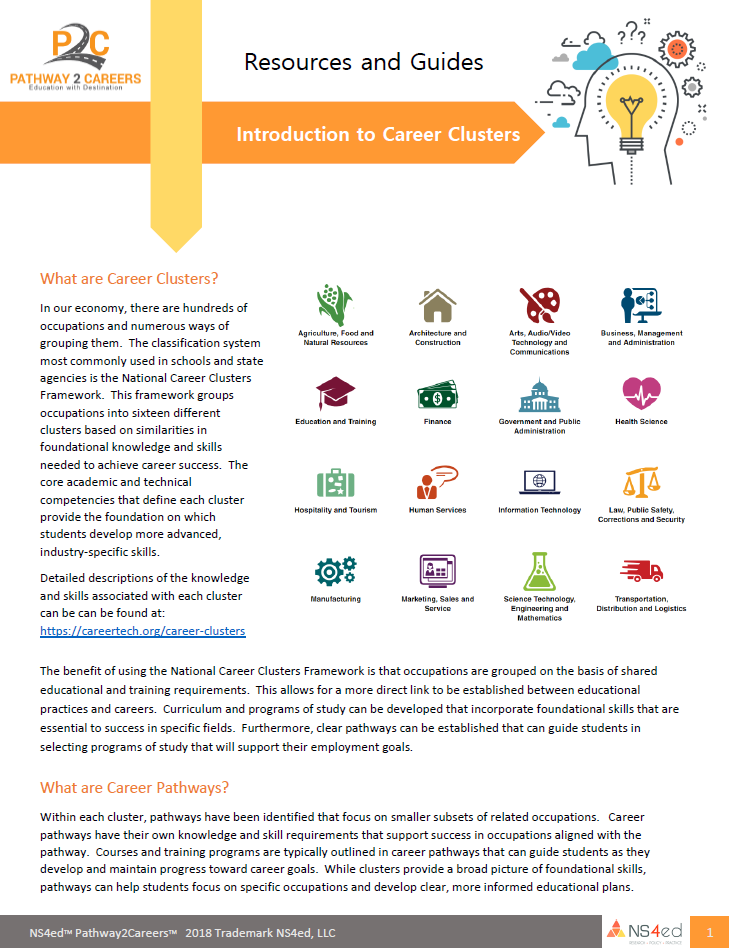 P2C
PATHWAY 2 CAREERS
Education with Destination
Resources and Guides
Introduction to Career Clusters
???
What are Career Clusters?
In our economy, there are hundreds of
occupations and numerous ways of
grouping them.  The classification system
most commonly used in schools and state
agencies is the National Career Clusters
Framework.  This framework groups
occupations into sixteen different
clusters based on similarities in
foundational knowledge and skills
needed to achieve career success.  The
core academic and technical
competencies that define each cluster
provide the foundation on which
students develop more advanced,
industry-specific skills.
Detailed descriptions of the knowledge
and skills associated with each cluster
can be can be found at:
https://careertech.org/career-clusters
Agriculture, Food and
Natural Resources
Architecture and
Construction
Arts, Audio/Video
Technology and
Communications
Business, Management
and Administration
Education and Training
$
Finance
Government and Public
Administration
Health Science
Hospitality and Tourism
Human Services
Information Technology
Law, Public Safety,
Corrections and Security
Manufacturing
Marketing, Sales and
Service
Science Technology,
Engineering and
Mathematics
Transportation,
Distribution and Logistics
The benefit of using the National Career Clusters Framework is that occupations are grouped on the basis of shared
educational and training requirements.  This allows for a more direct link to be established between educational
practices and careers.  Curriculum and programs of study can be developed that incorporate foundational skills that are
essential to success in specific fields.  Furthermore, clear pathways can be established that can guide students in
selecting programs of study that will support their employment goals.
What are Career Pathways?
Within each cluster, pathways have been identified that focus on smaller subsets of related occupations.   Career
pathways have their own knowledge and skill requirements that support success in occupations aligned with the
pathway.  Courses and training programs are typically outlined in career pathways that can guide students as they
develop and maintain progress toward career goals.  While clusters provide a broad picture of foundational skills,
pathways can help students focus on specific occupations and develop clear, more informed educational plans.
NS4ed™ Pathway2Careers™   2018 Trademark NS4ed, LLC
NS4ed
RESEARCH • POLICY • PRACTICE
1